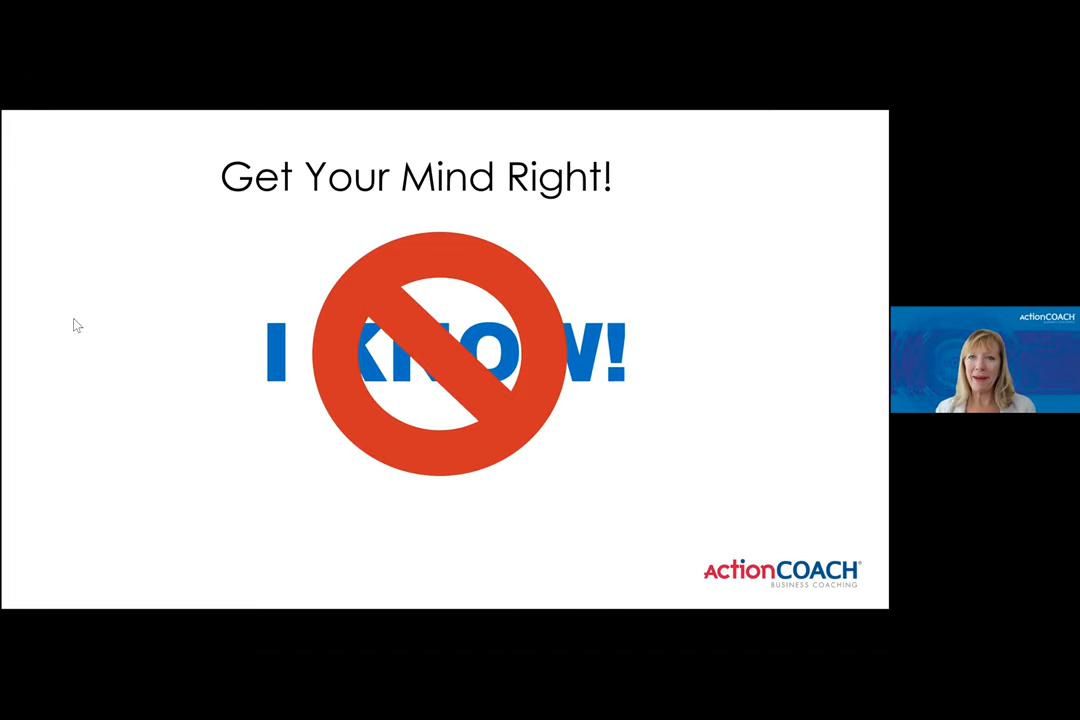 Get Your Mind Right!
I KNOW!
ActionCOACH®
BUSINESS COACHING
ActionCOACH